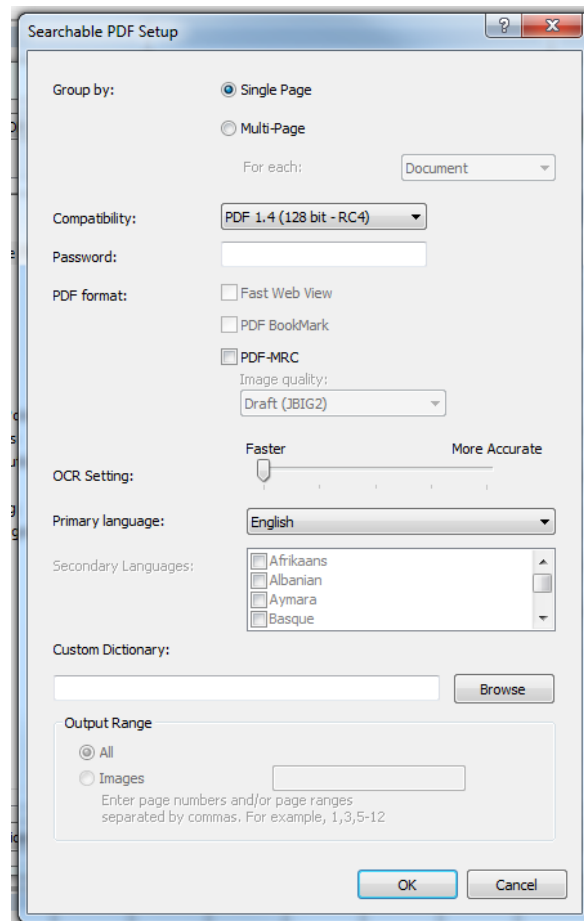 Searchable PDF Setup
Group by:
Single Page
Multi-Page
For each:
Document
Compatibility:
PDF 1.4 (128 bit - RC4)
Password:
PDF format:
Fast Web View
PDF BookMark
PDF-MRC
Image quality:
Draft (JBIG2)
Faster
More Accurate
OCR Setting:
Primary language:
English
Secondary Languages:
Afrikaans
Albanian
Aymara
Basque
Custom Dictionary:
Browse
Output Range
All
Images
Enter page numbers and/or page ranges
separated by commas. For example, 1,3,5-12
OK
Cancel